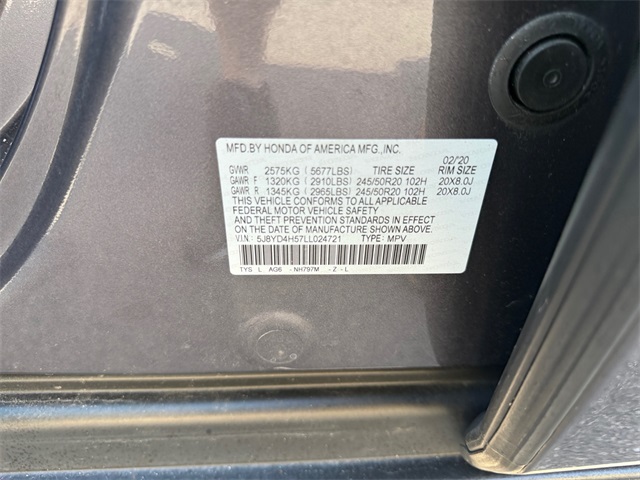 MFD.BY HONDA OF AMERICA MFG.,INC.
02/'20
GVWR 2575KG (5677LBS) TIRE SIZE RIM SIZE
GAWR F 1320KG (2910LBS) 245/50R20 102H 20X8.0J
GAWR R 1345KG (2965LBS) 245/50R20 102H 20X8.0J
THIS VEHICLE CONFORMS TO ALL APPLICABLE
FEDERAL MOTOR VEHICLE SAFETY
AND THEFT PREVENTION STANDARDS IN EFFECT
ON THE DATE OF MANUFACTURE SHOWN ABOVE.
V.I.N.: 5J8YD4H57LL024721 TYPE: MPV
TYS L AG6 -NH797M -Z-L